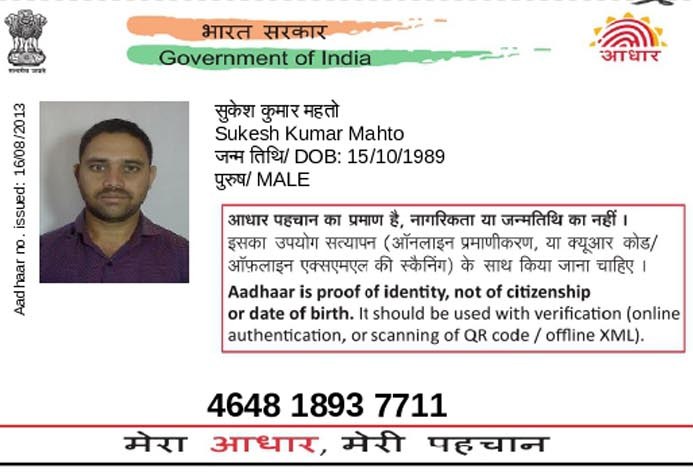 भारत सरकार
Government of India
सत्यमेव जयते
आधार
Aadhaar no. issued: 16/08/2013
सुकेश कुमार महतो
Sukesh Kumar Mahto
जन्म तिथि/ DOB: 15/10/1989
पुरुष/ MALE
आधार पहचान का प्रमाण है, नागरिकता या जन्मतिथि का नहीं ।
इसका उपयोग सत्यापन (ऑनलाइन प्रमाणीकरण, या क्यूआर कोड/
ऑफ़लाइन एक्सएमएल की स्कैनिंग) के साथ किया जाना चाहिए ।
Aadhaar is proof of identity, not of citizenship
or date of birth. It should be used with verification (online
authentication, or scanning of QR code / offline XML).
4648 1893 7711
मेरा आधार, मेरी पहचान